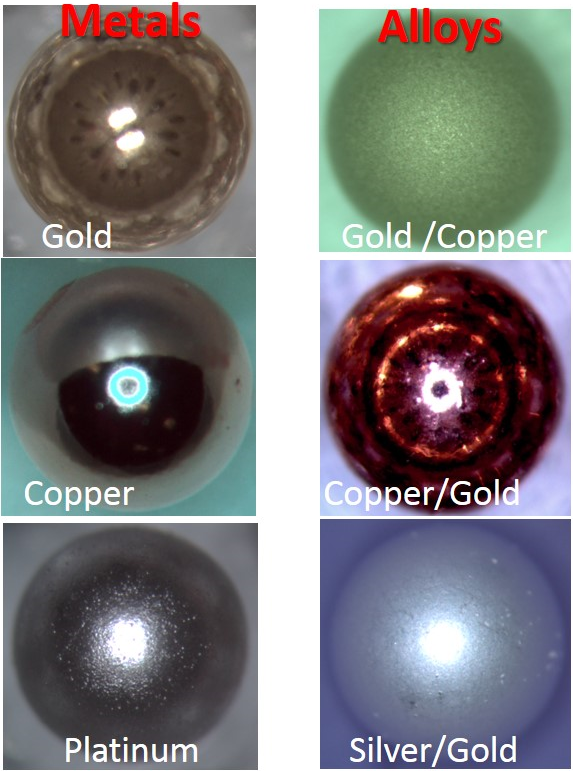 Metals
Alloys
Gold
Gold /Copper
Copper
Copper/Gold
Platinum
Silver/Gold